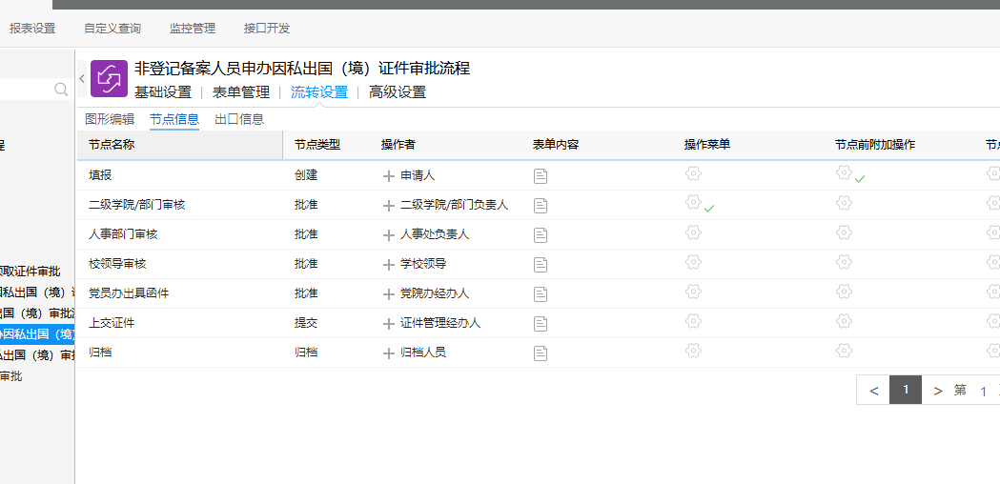 报表设置 自定义查询 监控管理 接口开发
非登记备案人员申办因私出国（境）证件审批流程
基础设置 | 表单管理 | 流转设置 | 高级设置
图形编辑 节点信息 出口信息
程
节点名称 节点类型 操作者 表单内容 操作菜单 节点前附加操作 节点
填报 创建 申请人
二级学院/部门审核 批准 二级学院/部门负责人
人事部门审核 批准 人事处负责人
校领导审核 批准 学校领导
党员办出具函件 批准 党院办经办人
上交证件 提交 证件管理经办人
归档 归档 归档人员
领取证件审批
因私出国（境）
出国（境）审批流
办因私出国（境）
私出国（境）审批
审批
< 1 > 第 1